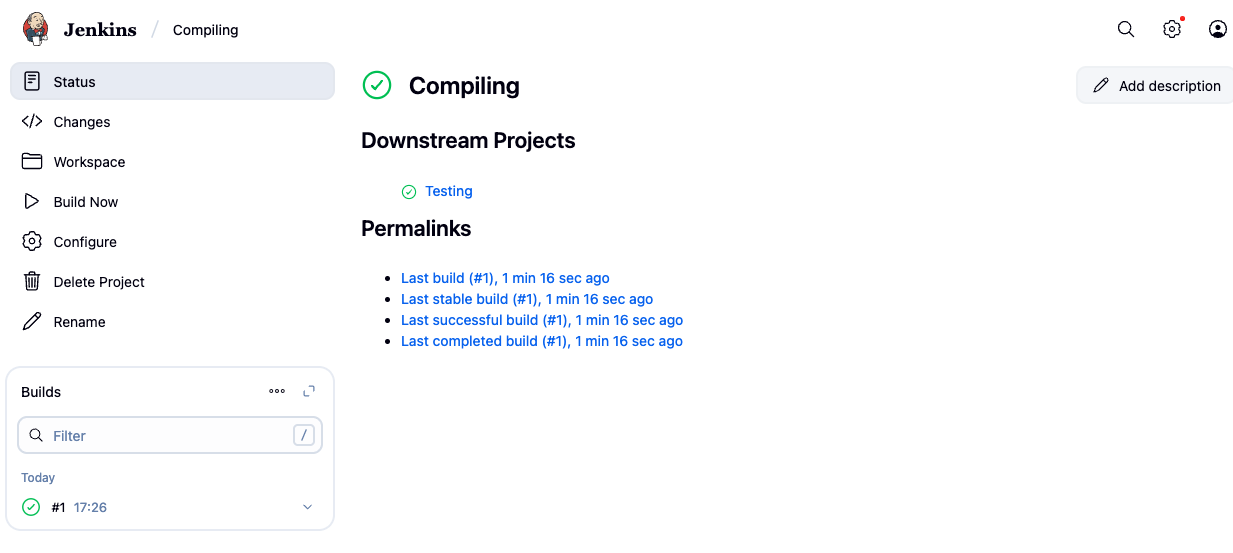 Jenkins / Compiling
Status
Changes
Workspace
Build Now
Configure
Delete Project
Rename
Builds
Filter /
Today
#1 17:26
Compiling
Add description
Downstream Projects
Testing
Permalinks
Last build (#1), 1 min 16 sec ago
Last stable build (#1), 1 min 16 sec ago
Last successful build (#1), 1 min 16 sec ago
Last completed build (#1), 1 min 16 sec ago